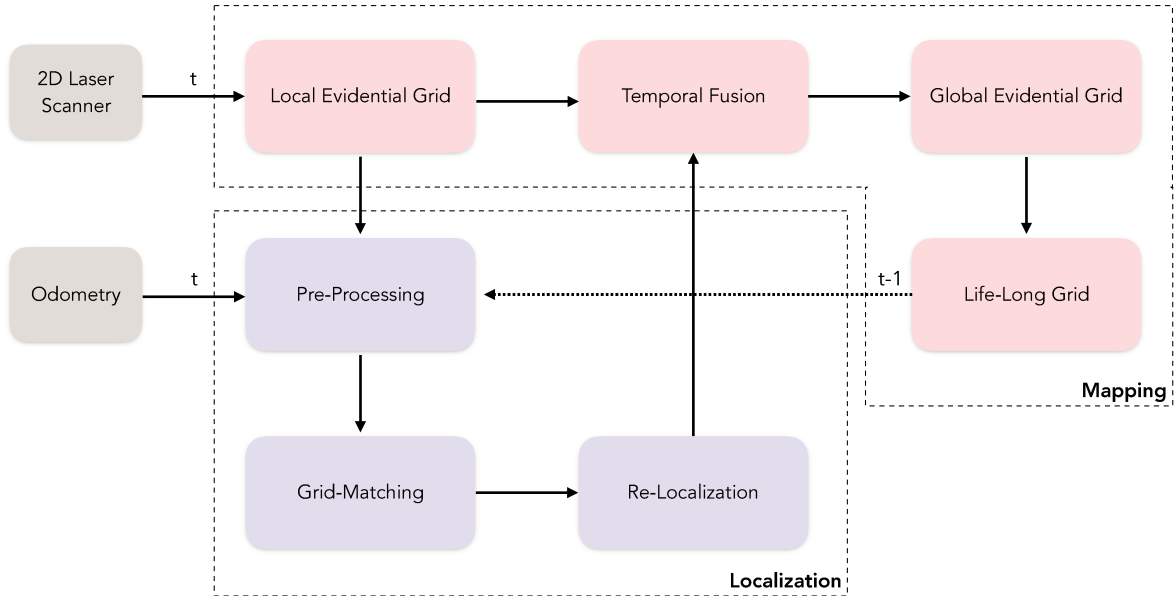 2D Laser
Scanner
t
Local Evidential Grid
Temporal Fusion
Global Evidential Grid
Odometry
t
Pre-Processing
t-1
Life-Long Grid
Mapping
Grid-Matching
Re-Localization
Localization